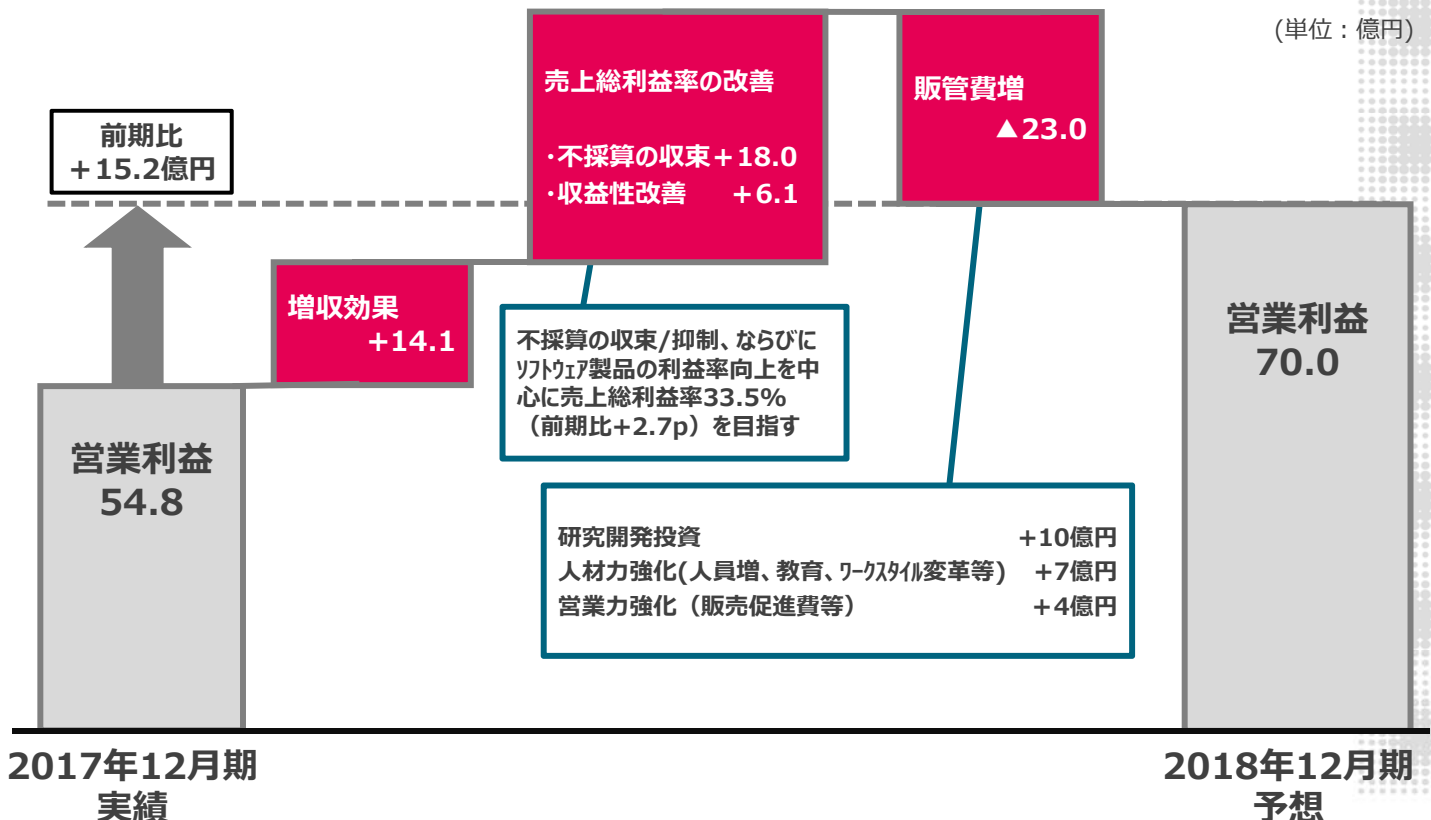 (単位：億円)
前期比
＋15.2億円
売上総利益率の改善
・不採算の収束＋18.0
・収益性改善　＋6.1
販管費増
▲23.0
増収効果
+14.1
不採算の収束/抑制、ならびに
ｿﾌﾄｳｪｱ製品の利益率向上を中
心に売上総利益率33.5%
（前期比+2.7p）を目指す
営業利益
54.8
営業利益
70.0
研究開発投資　+10億円
人材力強化(人員増、教育、ﾜｰｸｽﾀｲﾙ変革等)　+7億円
営業力強化（販売促進費等）　+4億円
2017年12月期
実績
2018年12月期
予想